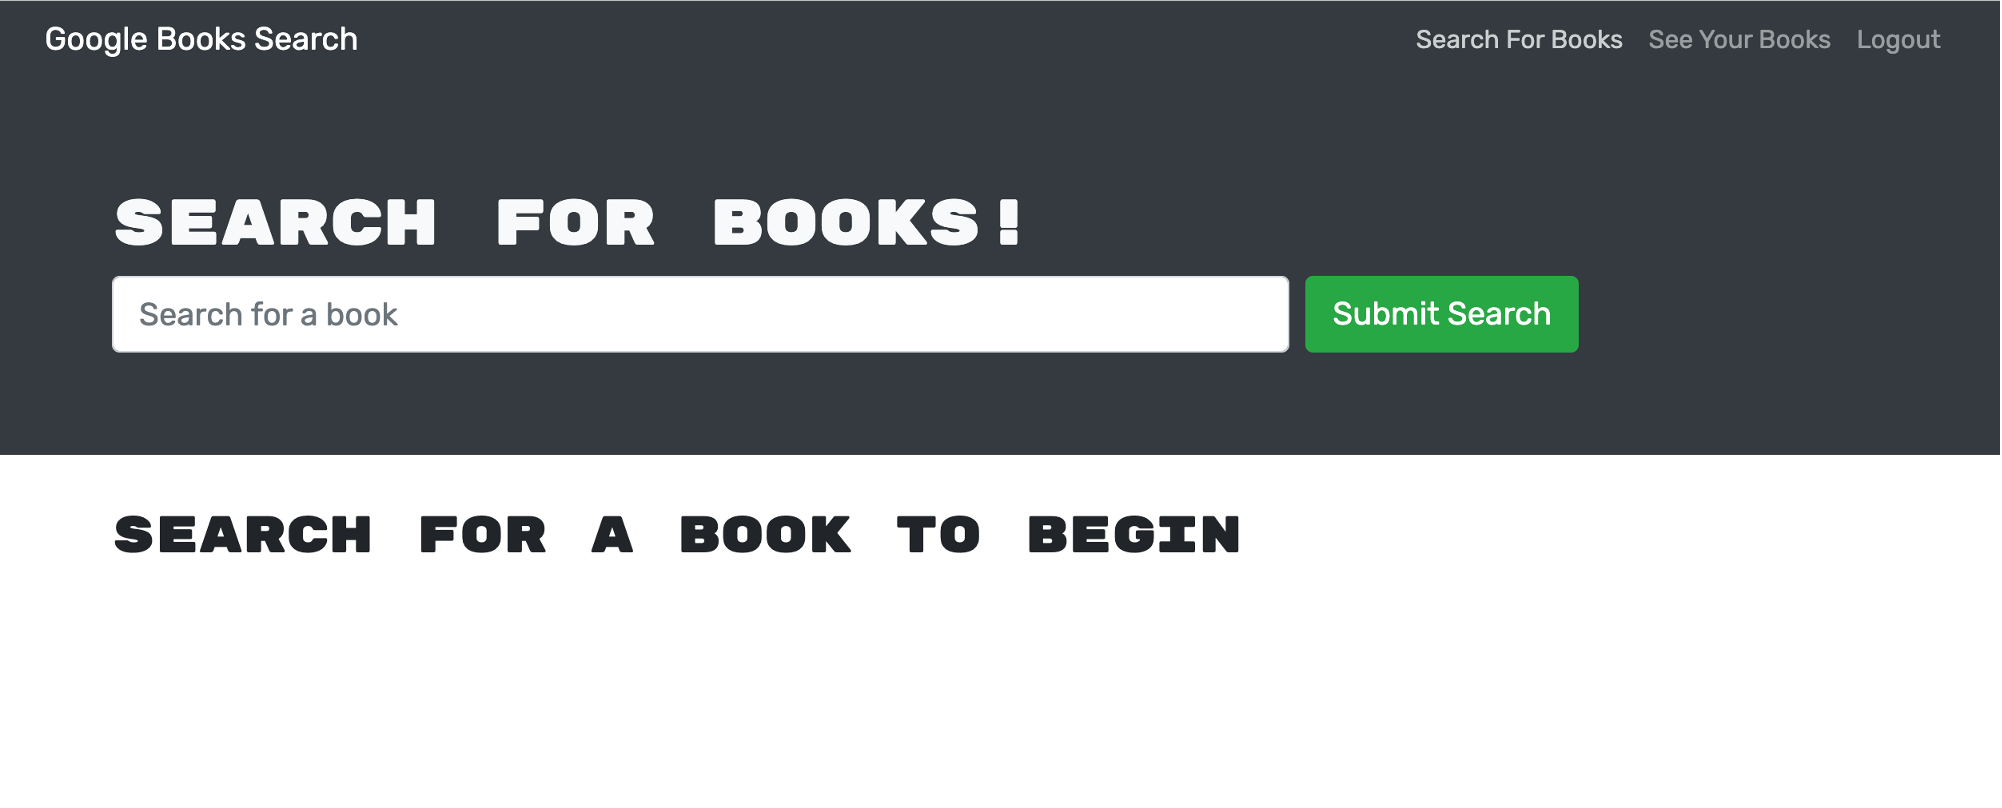 Google Books Search
Search For Books
See Your Books
Logout
SEARCH FOR BOOKS!
Search for a book
Submit Search
SEARCH FOR A BOOK TO BEGIN